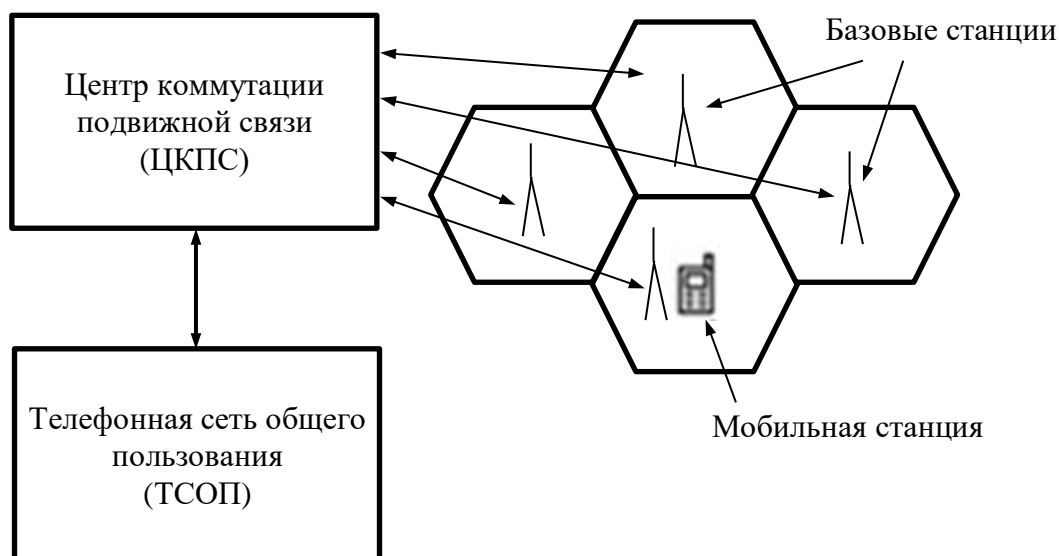 Центр коммутации
подвижной связи
(ЦКПС)
Базовые станции
Телефонная сеть общего
пользования
(ТСОП)
Мобильная станция